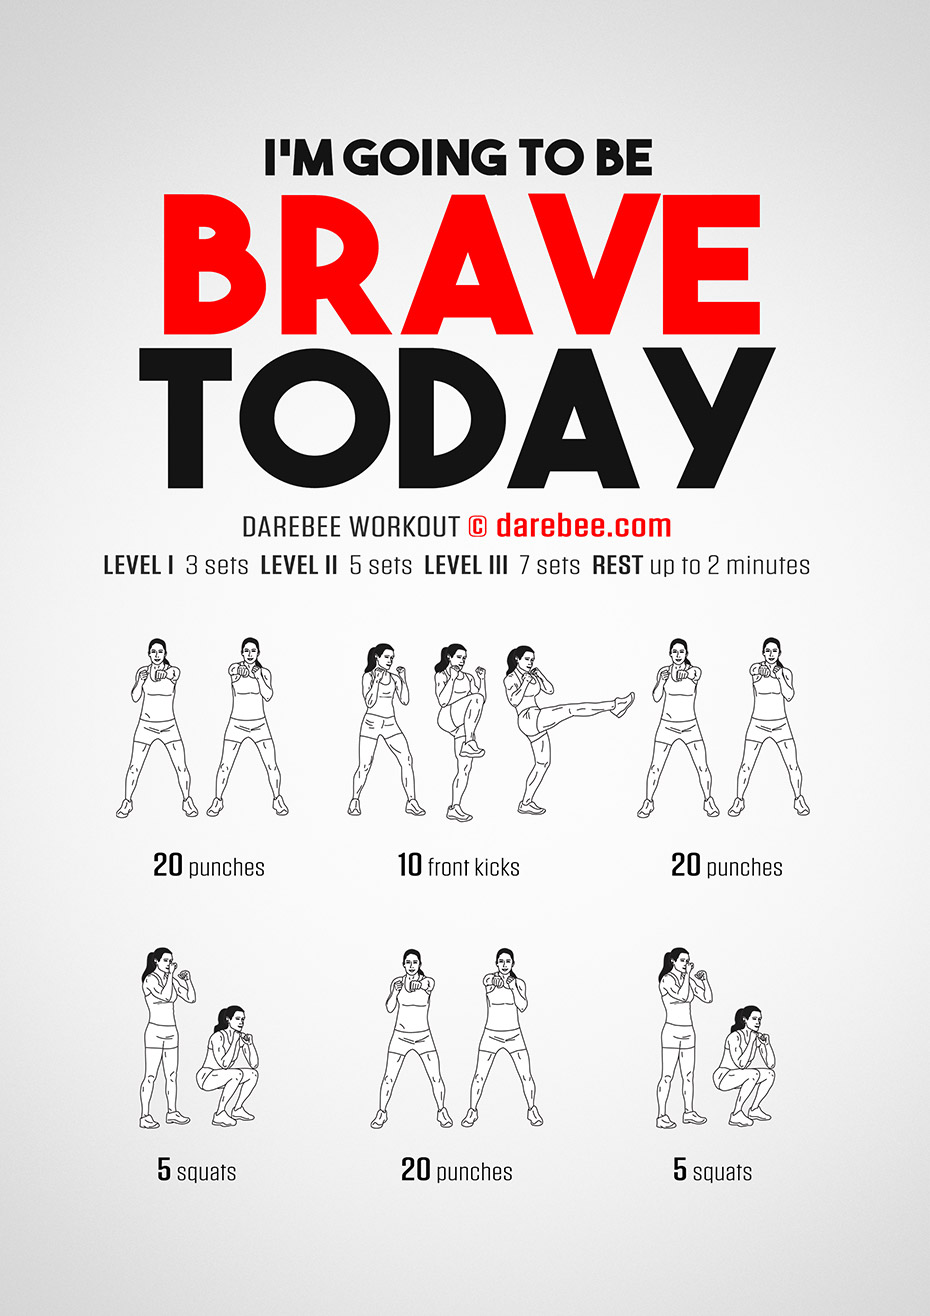 I'M GOING TO BE
BRAVE
TODAY
DAREBEE WORKOUT © darebee.com
LEVEL I 3 sets LEVEL II 5 sets LEVEL III 7 sets REST up to 2 minutes
20 punches
10 front kicks
20 punches
5 squats
20 punches
5 squats